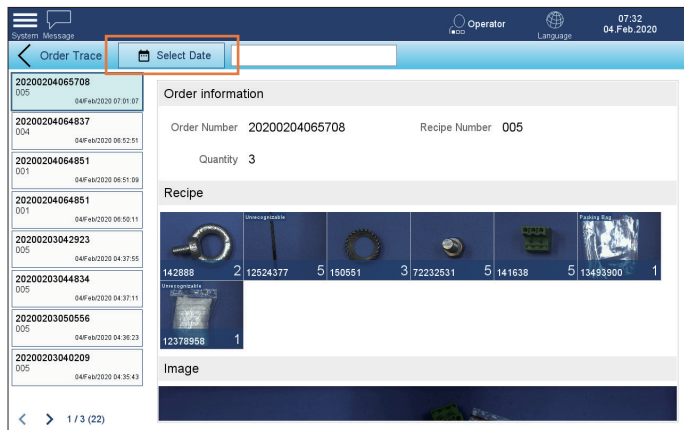 System Message
Operator
Language
07:32
04.Feb.2020
Order Trace
Select Date
20200204065708
005
04/Feb/2020 07:01:07
20200204064837
004
04/Feb/2020 06:52:51
20200204064851
001
04/Feb/2020 06:51:09
20200204064851
001
04/Feb/2020 06:50:11
20200203042923
005
04/Feb/2020 04:37:55
20200203044834
005
04/Feb/2020 04:37:11
20200203050556
005
04/Feb/2020 04:36:23
20200203040209
005
04/Feb/2020 04:35:43
1 / 3 (22)
Order information
Order Number 20200204065708 Recipe Number 005
Quantity 3
Recipe
Unrecognizable Packing Bag
142888 2 12524377 5 150551 3 72232531 5 141638 5 13493900 1
Unrecognizable
12378958 1
Image